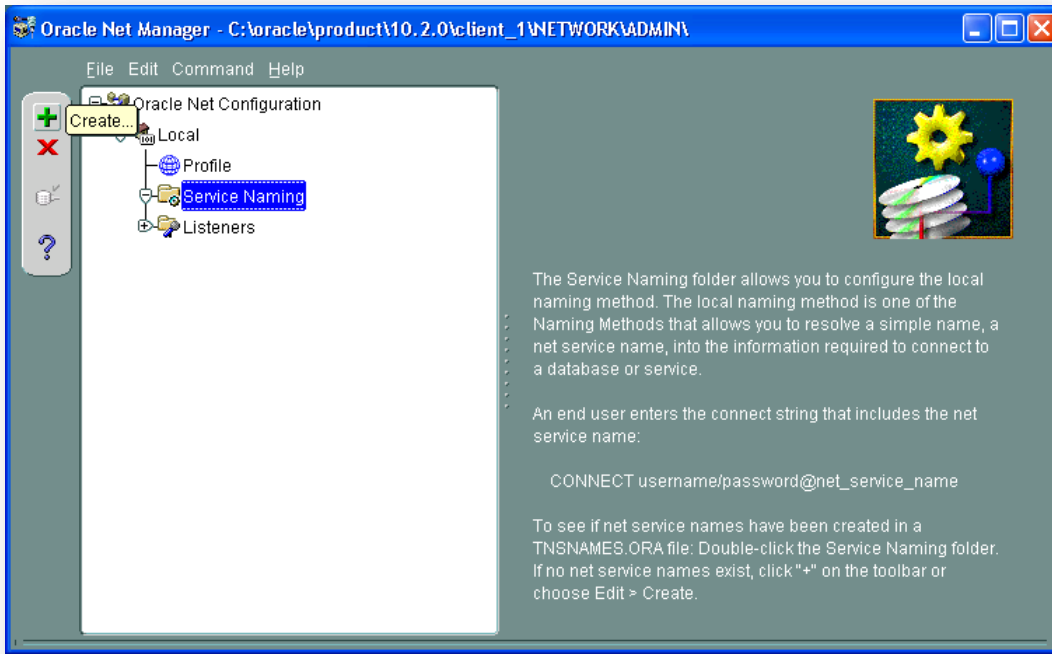 Oracle Net Manager - C:\oracle\product\10.2.0\client_1\NETWORK\ADMIN\
File Edit Command Help
Oracle Net Configuration
Create...
Local
Profile
Service Naming
Listeners
The Service Naming folder allows you to configure the local
naming method. The local naming method is one of the
Naming Methods that allows you to resolve a simple name, a
net service name, into the information required to connect to
a database or service.
An end user enters the connect string that includes the net
service name:
CONNECT username/password@net_service_name
To see if net service names have been created in a
TNSNAMES.ORA file: Double-click the Service Naming folder.
If no net service names exist, click "+" on the toolbar or
choose Edit > Create.